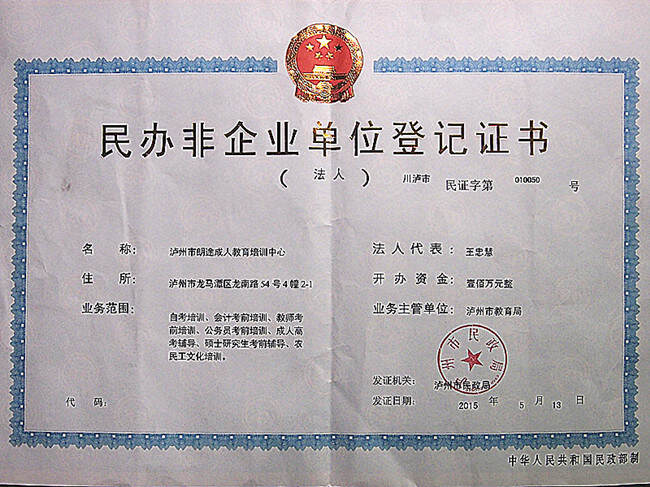 民办非企业单位登记证书
（法人） 川泸市 民证字第 010050 号
名称： 泸州市朗途成人教育培训中心
住所： 泸州市龙马潭区龙南路54号4幢2-1
业务范围： 自考培训、会计考前培训、教师考
前培训、公务员考前培训、成人高
考辅导、硕士研究生考前辅导、农
民工文化培训。
代码：
法人代表： 王忠慧
开办资金： 壹佰万元整
业务主管单位： 泸州市教育局
泸州市民政局
发证机关： 泸州市民政局
发证日期： 2015 年 5 月 13 日
中华人民共和国民政部制